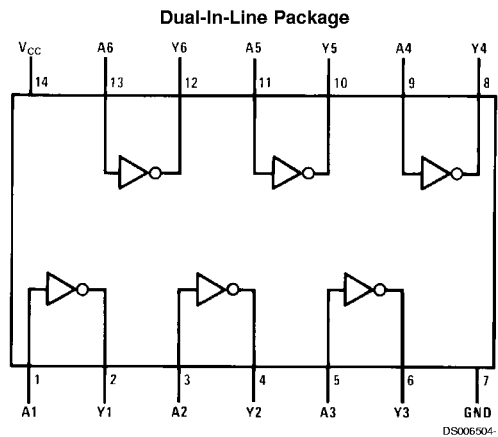 Dual-In-Line Package
VCC A6 Y6 A5 Y5 A4 Y4
14 13 12 11 10 9 8
1 2 3 4 5 6 7
A1 Y1 A2 Y2 A3 Y3 GND
DS006504-